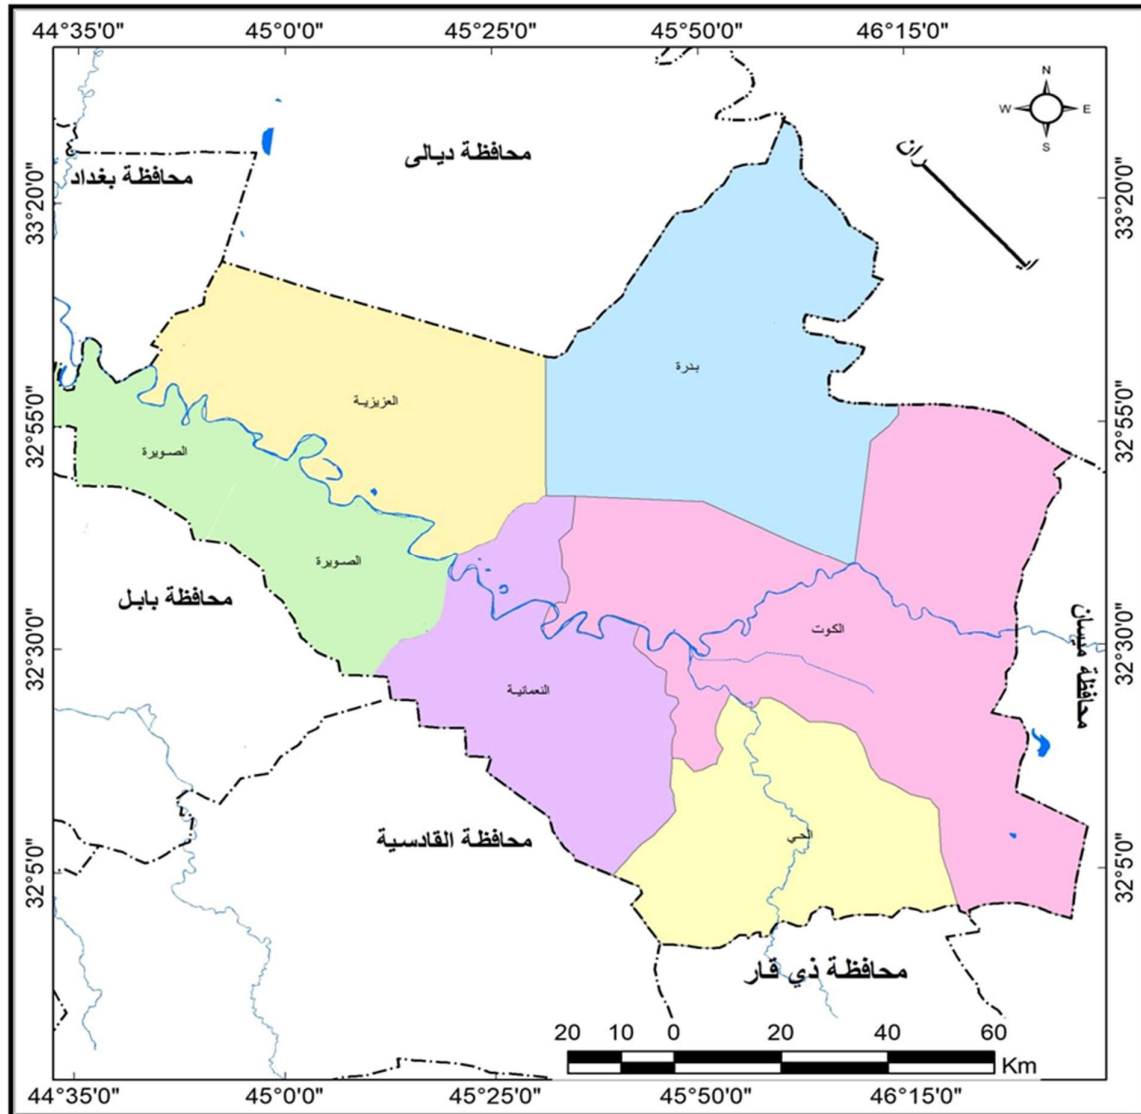 44°35'0" 45°0'0" 45°25'0" 45°50'0" 46°15'0"
N
W E
S
محافظة ديالى
محافظة بغداد
33°20'0" 33°20'0"
بدرة
العزيزية
32°55'0" 32°55'0"
الصويرة
الصويرة
محافظة بابل
الكوت
32°30'0" 32°30'0"
محافظة ميسان
النعمانية
محافظة القادسية
الحي
32°5'0" 32°5'0"
محافظة ذي قار
20 10 0 20 40 60
Km
44°35'0" 45°0'0" 45°25'0" 45°50'0" 46°15'0"